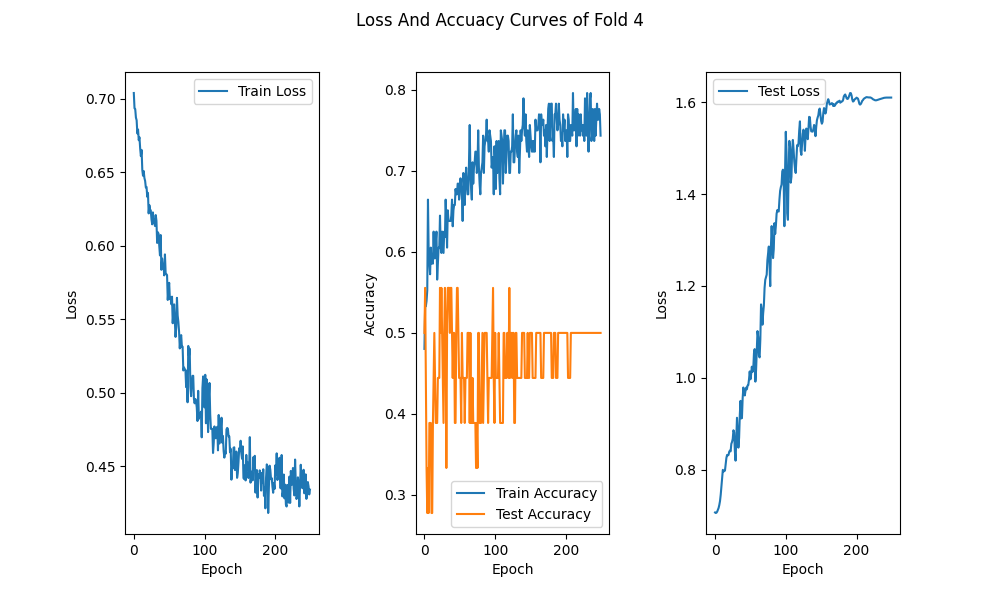 Loss And Accuacy Curves of Fold 4
Train Loss
0.70
0.65
0.60
0.55
0.50
0.45
Loss
0
100
200
Epoch
0.8
0.7
0.6
0.5
0.4
0.3
Accuracy
Train Accuracy
Test Accuracy
0
100
200
Epoch
Test Loss
1.6
1.4
1.2
1.0
0.8
Loss
0
100
200
Epoch